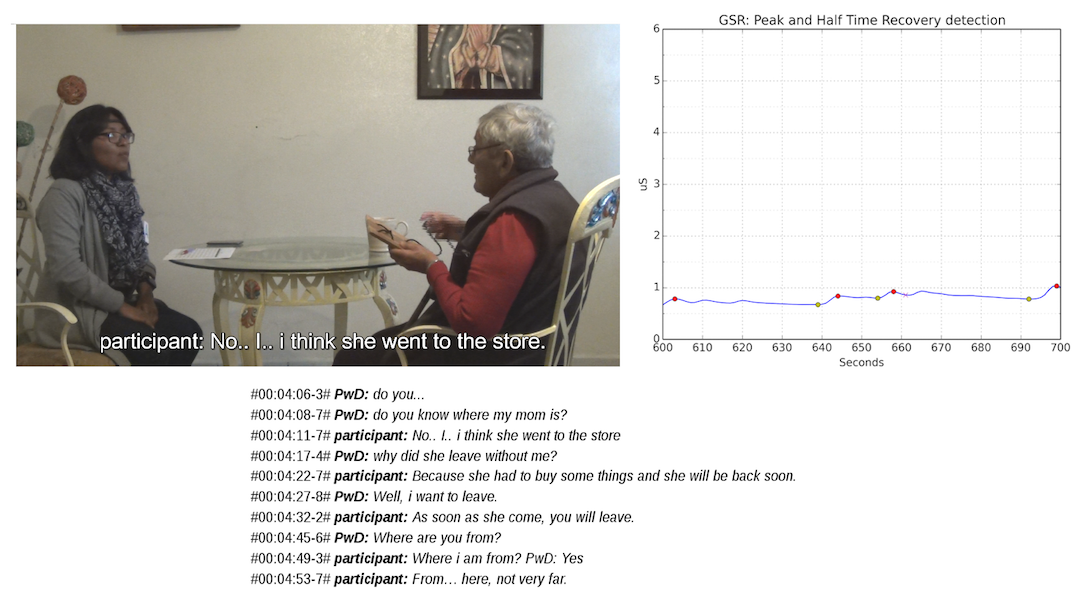 participant: No.. I.. i think she went to the store.
GSR: Peak and Half Time Recovery detection
6
5
4
3
2
1
0
uS
600 610 620 630 640 650 660 670 680 690 700
Seconds
#00:04:06-3# PwD: do you...
#00:04:08-7# PwD: do you know where my mom is?
#00:04:11-7# participant: No.. I.. i think she went to the store
#00:04:17-4# PwD: why did she leave without me?
#00:04:22-7# participant: Because she had to buy some things and she will be back soon.
#00:04:27-8# PwD: Well, i want to leave.
#00:04:32-2# participant: As soon as she come, you will leave.
#00:04:45-6# PwD: Where are you from?
#00:04:49-3# participant: Where i am from? PwD: Yes
#00:04:53-7# participant: From... here, not very far.